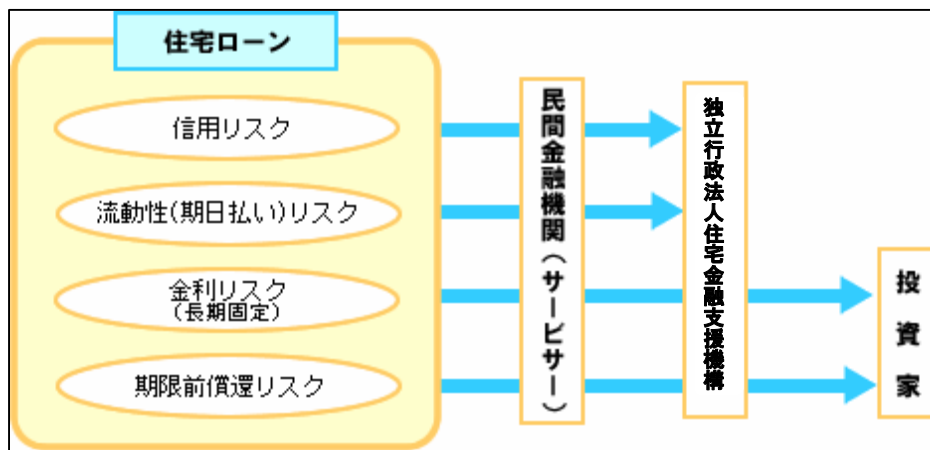 住宅ローン
信用リスク
流動性(期日払い)リスク
金利リスク
(長期固定)
期限前償還リスク
民間金融機関(サービサー)
独立行政法人住宅金融支援機構
投資家